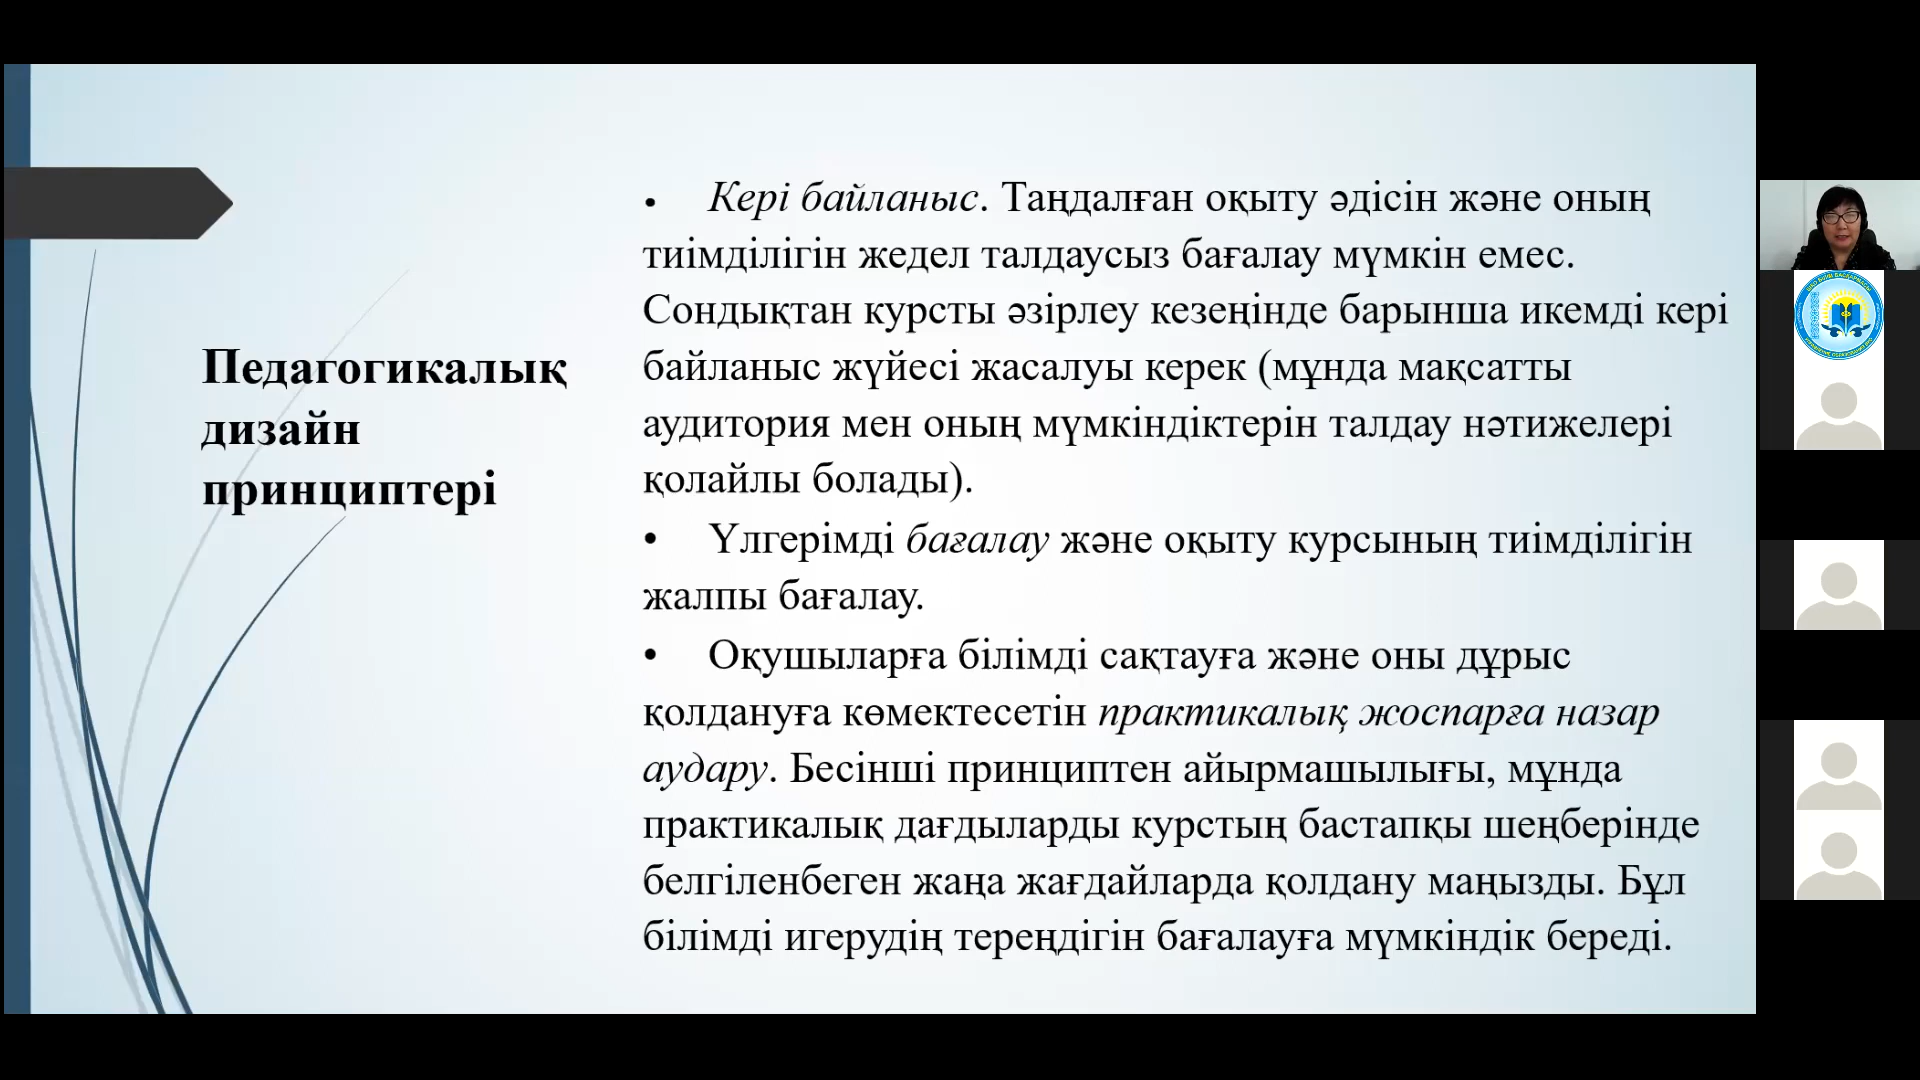 Педагогикалық
дизайн
принциптері
• Кері байланыс. Таңдалған оқыту әдісін және оның
тиімділігін жедел талдаусыз бағалау мүмкін емес.
Сондықтан курсты әзірлеу кезеңінде барынша икемді кері
байланыс жүйесі жасалуы керек (мұнда мақсатты
аудитория мен оның мүмкіндіктерін талдау нәтижелері
қолайлы болады).
• Үлгерімді бағалау және оқыту курсының тиімділігін
жалпы бағалау.
• Оқушыларға білімді сақтауға және оны дұрыс
қолдануға көмектесетін практикалық жоспарға назар
аудару. Бесінші принциптен айырмашылығы, мұнда
практикалық дағдыларды курстың бастапқы шеңберінде
белгіленбеген жаңа жағдайларда қолдану маңызды. Бұл
білімді игерудің тереңдігін бағалауға мүмкіндік береді.